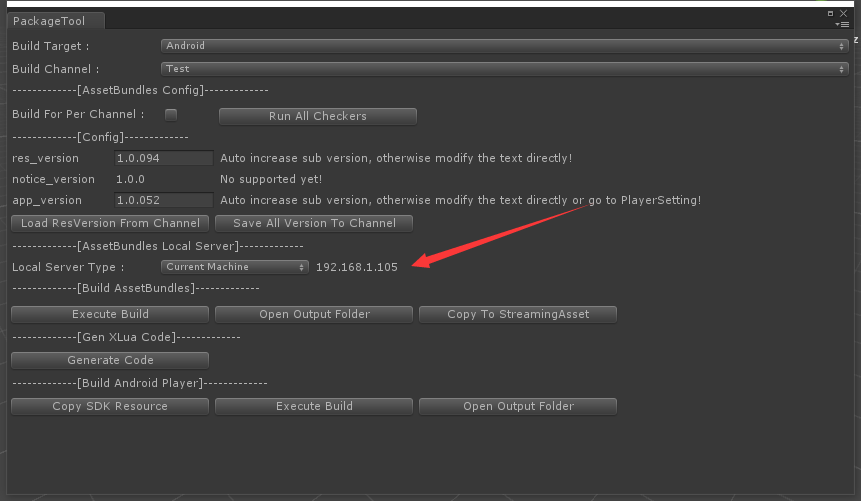 PackageTool
Build Target : Android
Build Channel : Test
-------------[AssetBundles Config]-------------
Build For Per Channel : Run All Checkers
-------------[Config]-------------
res_version 1.0.094 Auto increase sub version, otherwise modify the text directly!
notice_version 1.0.0 No supported yet!
app_version 1.0.052 Auto increase sub version, otherwise modify the text directly or go to PlayerSetting!
Load ResVersion From Channel Save All Version To Channel
-------------[AssetBundles Local Server]-------------
Local Server Type : Current Machine 192.168.1.105
-------------[Build AssetBundles]-------------
Execute Build Open Output Folder Copy To StreamingAsset
-------------[Gen XLua Code]-------------
Generate Code
-------------[Build Android Player]-------------
Copy SDK Resource Execute Build Open Output Folder